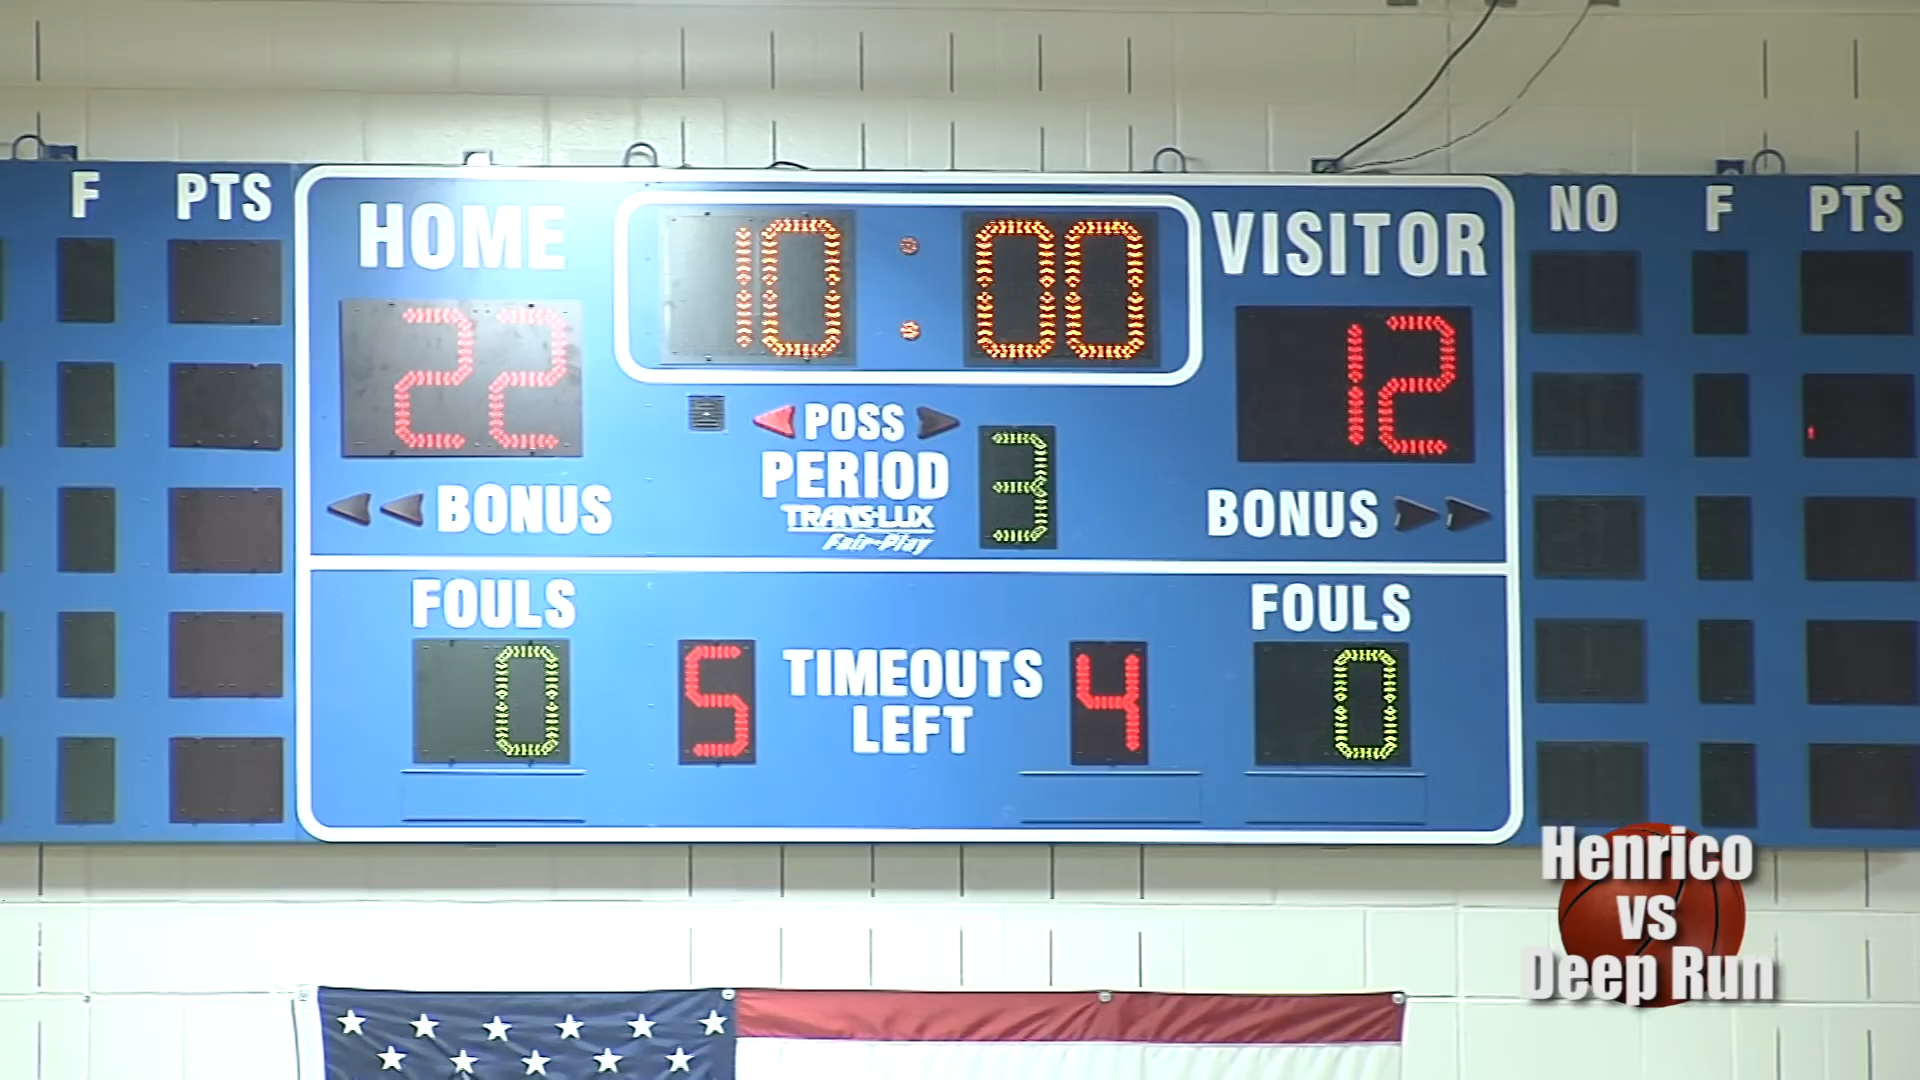 F PTS
HOME
10:00
VISITOR
NO F PTS
22
12
POSS
PERIOD
3
TRANS-LUX
Fair-Play
BONUS
BONUS
FOULS
FOULS
0
5
TIMEOUTS
LEFT
4
0
Henrico
vs
Deep Run